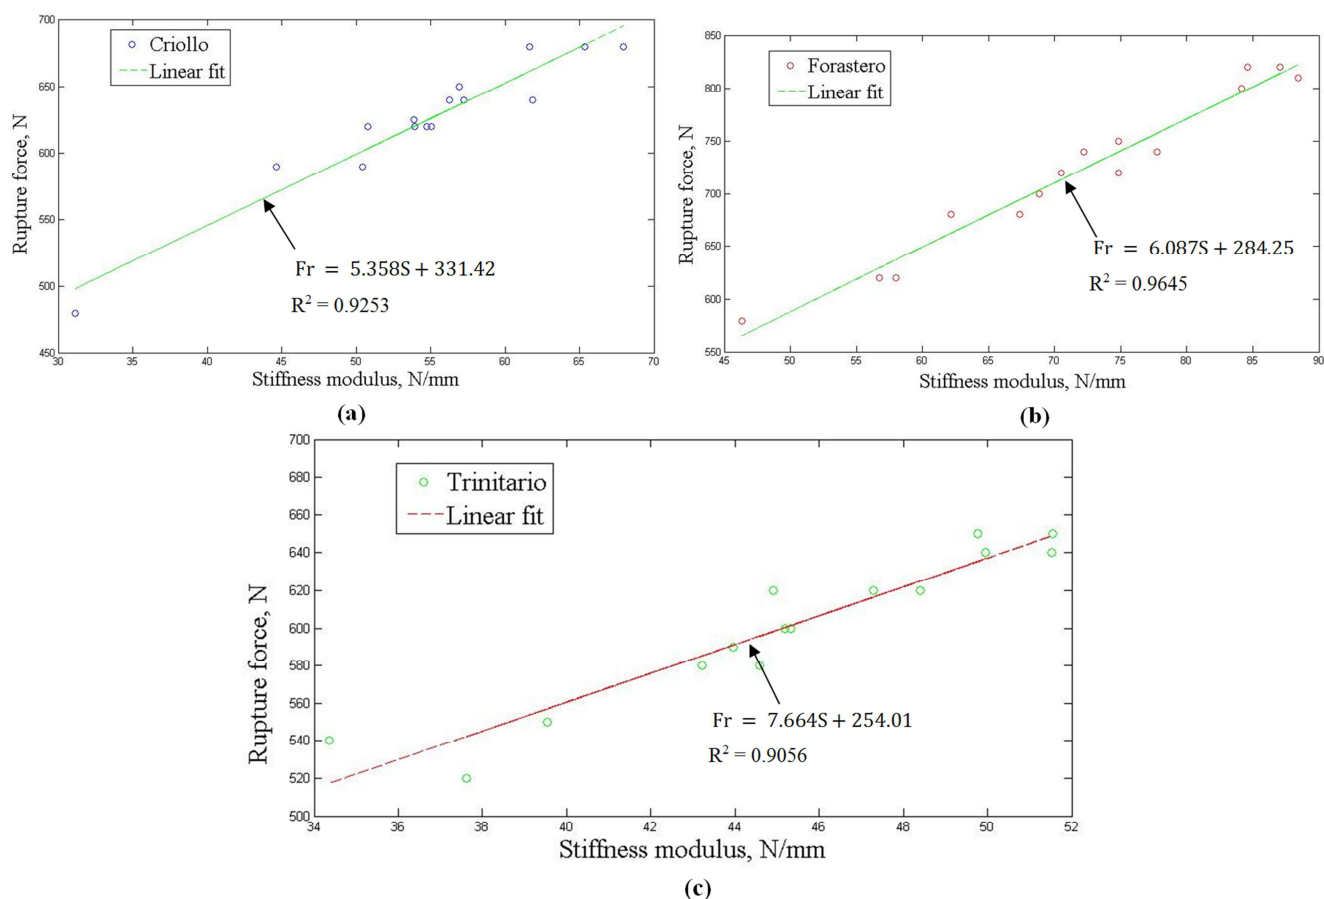 Criollo
Linear fit
700
650
600
550
500
450
Rupture force, N
Fr = 5.358S + 331.42
R² = 0.9253
30 35 40 45 50 55 60 65 70
Stiffness modulus, N/mm
(a)
Forastero
Linear fit
850
800
750
700
650
600
550
Rupture force, N
Fr = 6.087S + 284.25
R² = 0.9645
45 50 55 60 65 70 75 80 85 90
Stiffness modulus, N/mm
(b)
Trinitario
Linear fit
700
680
660
640
620
600
580
560
540
520
500
Rupture force, N
Fr = 7.664S + 254.01
R² = 0.9056
34 36 38 40 42 44 46 48 50 52
Stiffness modulus, N/mm
(c)